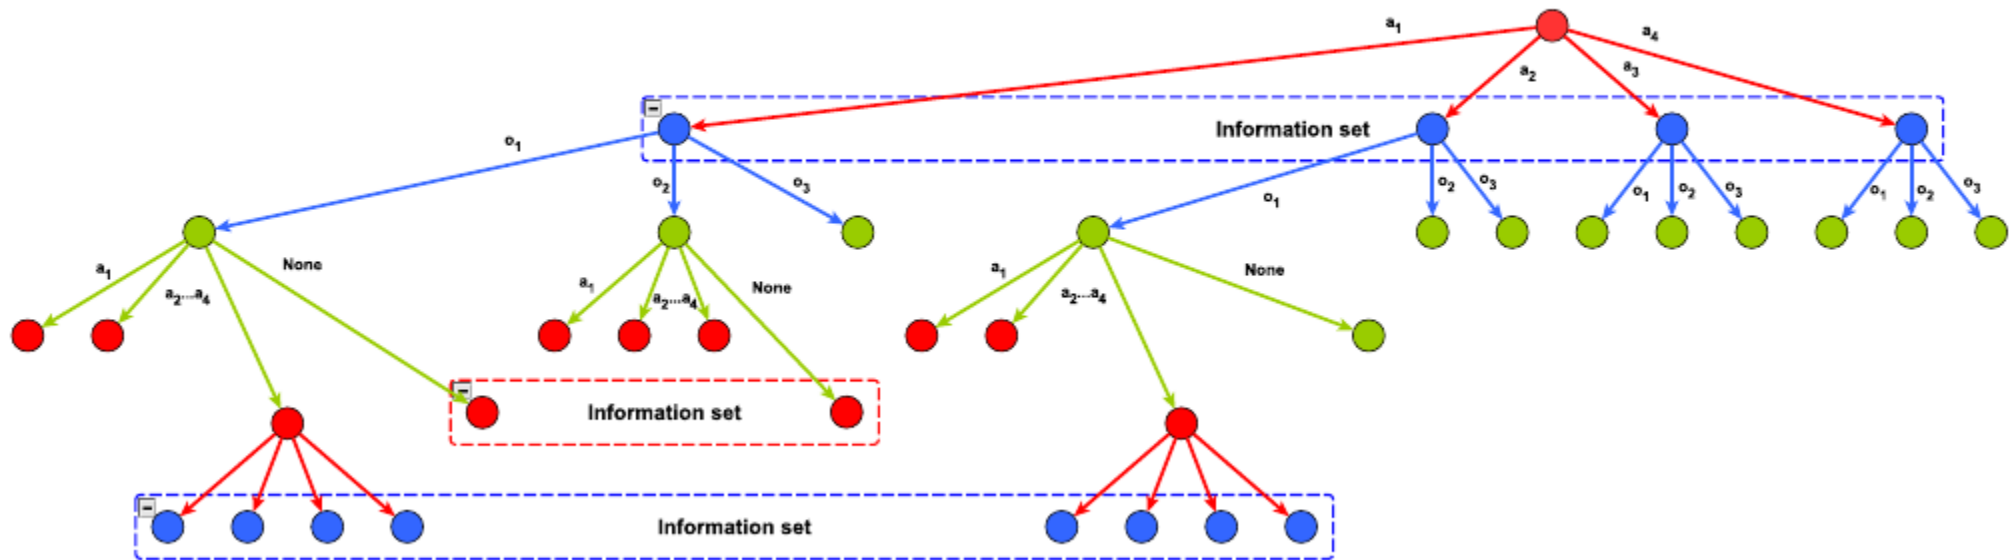 a₁
a₄
a₂
a₃
Information set
o₁
o₂
o₃
o₁
o₂
o₃
o₁
o₂
o₃
o₁
o₂
o₃
a₁
a₂...a₄
None
a₁
a₂...a₄
None
a₁
a₂...a₄
None
Information set
Information set